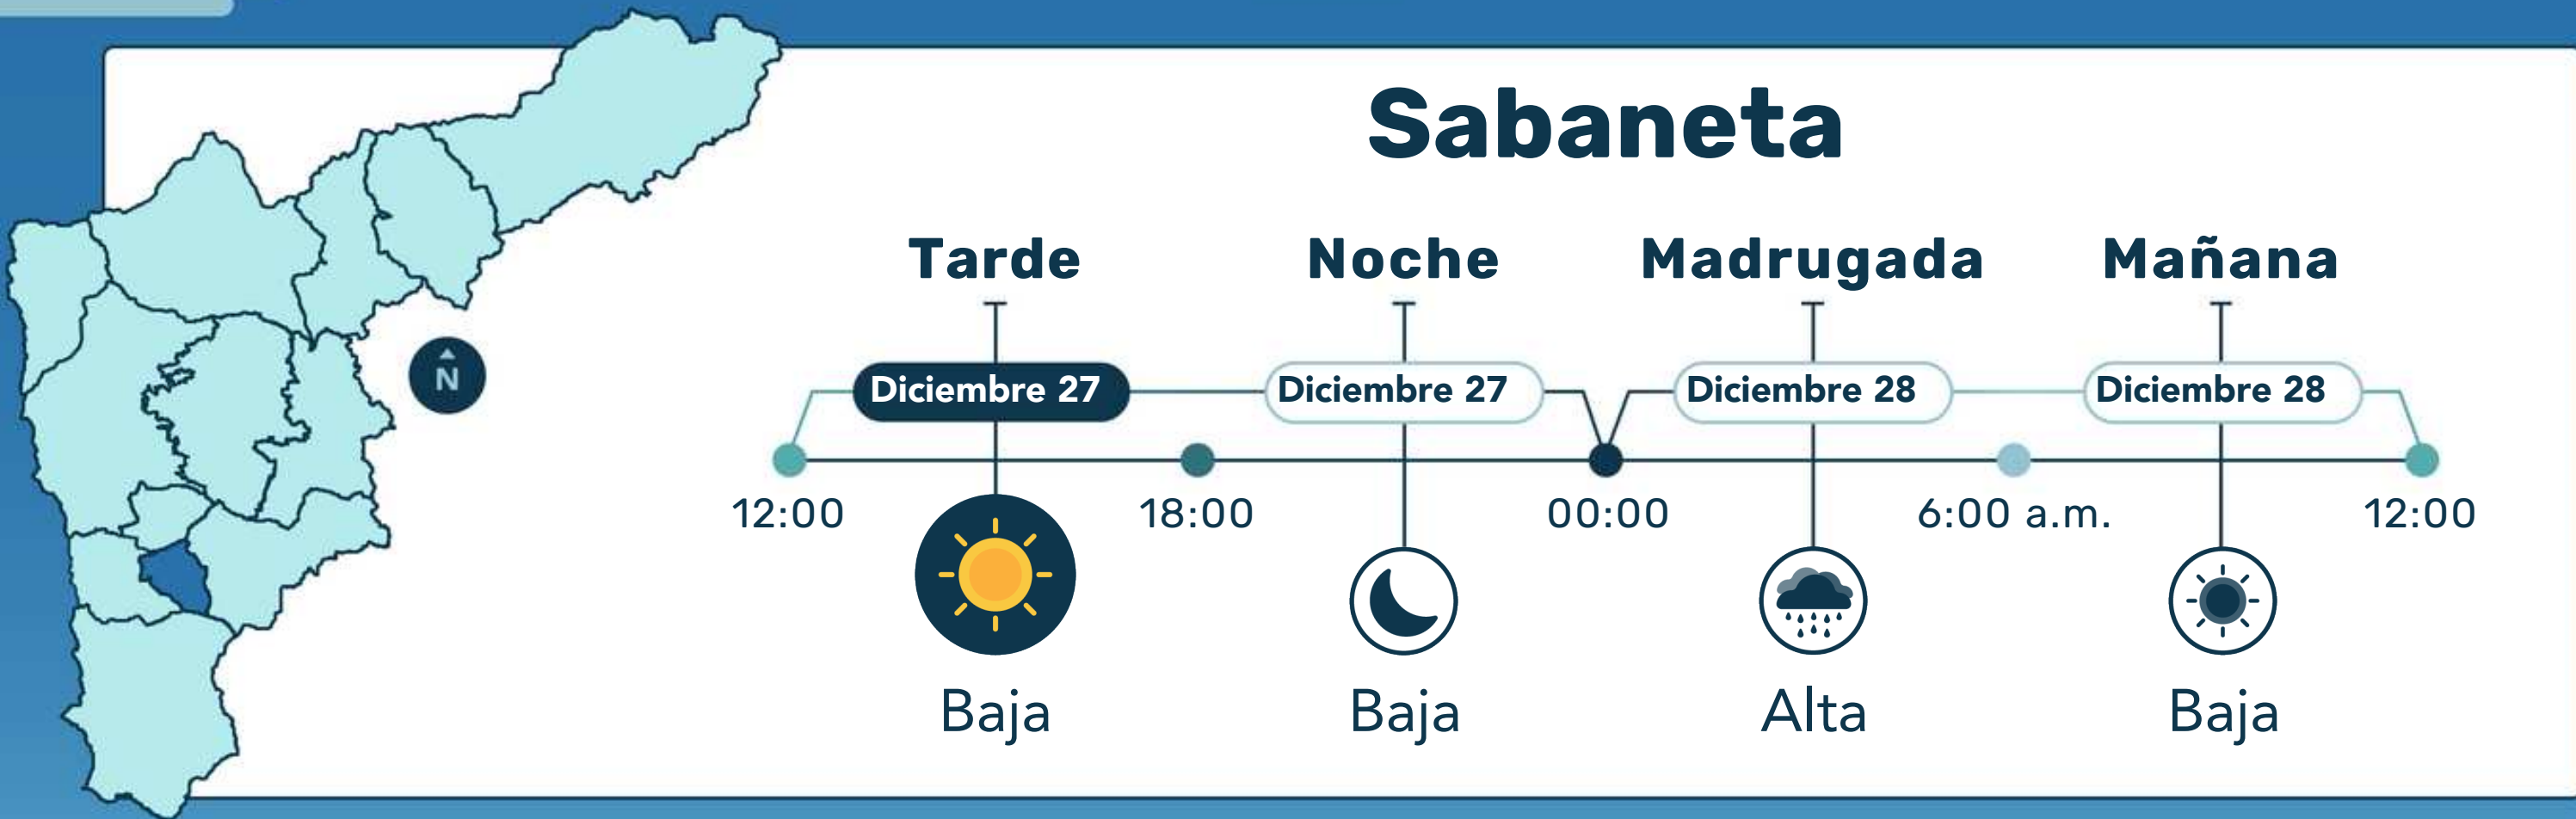 Sabaneta
Tarde Noche Madrugada Mañana
Diciembre 27 Diciembre 27 Diciembre 28 Diciembre 28
N
12:00 18:00 00:00 6:00 a.m. 12:00
Baja Baja Alta Baja